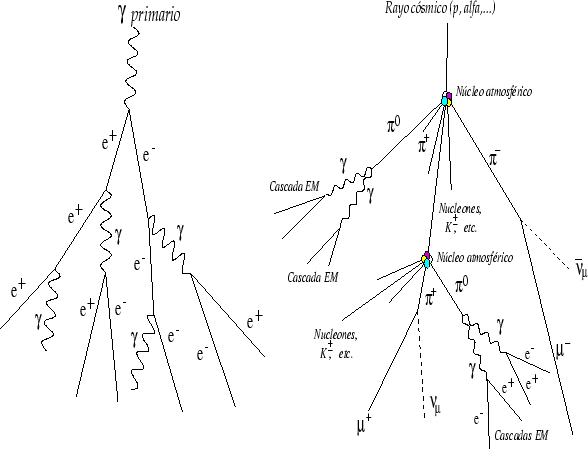 γ primario
e+
e-
e+
γ
e-
γ
e+
γ
e+
e-
γ
e-
e-
e+
Rayo cósmico (p, alfa,...)
Núcleo atmosférico
π0
π+
π-
γ
γ
Cascada EM
Cascada EM
Nucleones,
K±, etc.
Núcleo atmosférico
ν̄μ
π0
π+
Nucleones,
K±, etc.
γ
γ
e-
e+
e+
e-
μ-
νμ
μ+
Cascadas EM